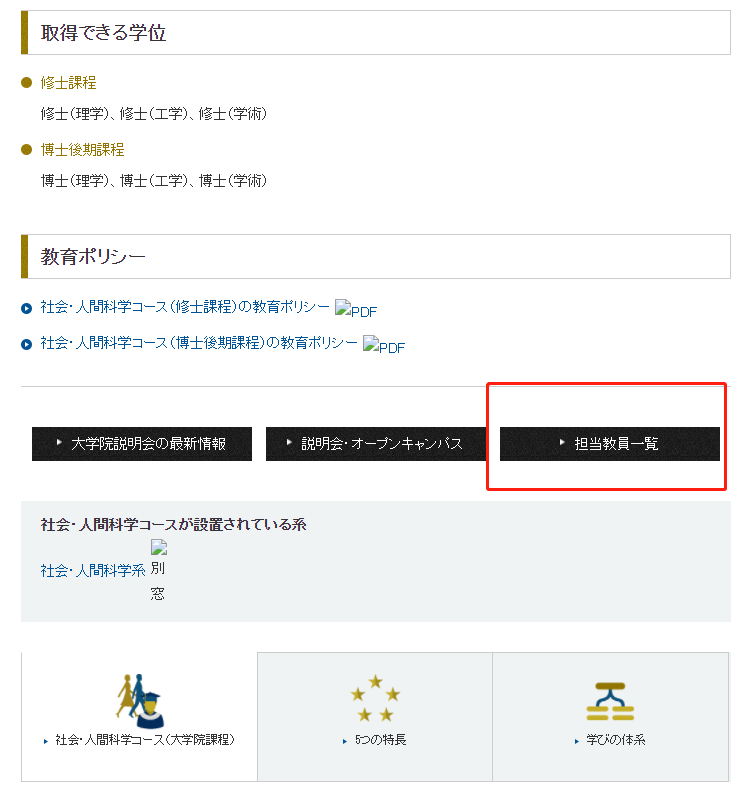 取得できる学位
修士課程
修士（理学）、修士（工学）、修士（学術）
博士後期課程
博士（理学）、博士（工学）、博士（学術）
教育ポリシー
社会・人間科学コース（修士課程）の教育ポリシー PDF
社会・人間科学コース（博士後期課程）の教育ポリシー PDF
大学院説明会の最新情報
説明会・オープンキャンパス
担当教員一覧
社会・人間科学コースが設置されている系
社会・人間科学系 別
窓
社会・人間科学コース（大学院課程）
5つの特長
学びの体系